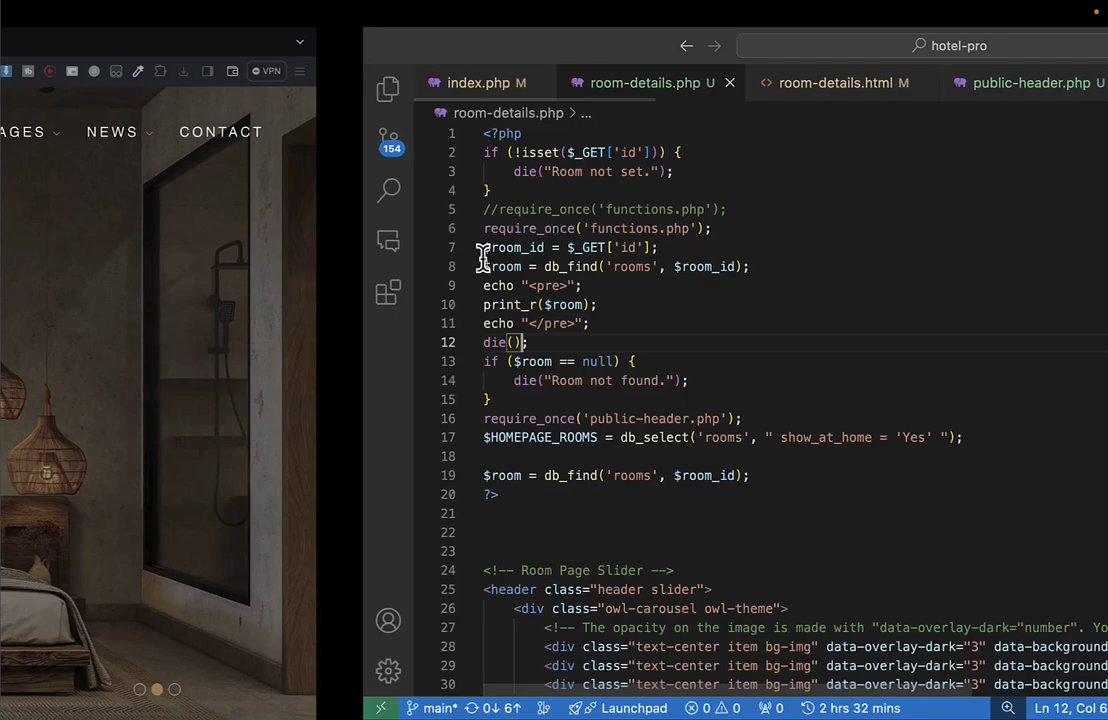 VPN
AGES
NEWS
CONTACT
hotel-pro
index.php M
room-details.php U
room-details.html M
public-header.php U
room-details.php > ...
154
1 <?php
2 if (!isset($_GET['id'])) {
3 die("Room not set.");
4 }
5 //require_once('functions.php');
6 require_once('functions.php');
7 $room_id = $_GET['id'];
8 $room = db_find('rooms', $room_id);
9 echo "<pre>";
10 print_r($room);
11 echo "</pre>";
12 die();
13 if ($room == null) {
14 die("Room not found.");
15 }
16 require_once('public-header.php');
17 $HOMEPAGE_ROOMS = db_select('rooms', " show_at_home = 'Yes' ");
18
19 $room = db_find('rooms', $room_id);
20 ?>
21
22
23
24 <!-- Room Page Slider -->
25 <header class="header slider">
26 <div class="owl-carousel owl-theme">
27 <!-- The opacity on the image is made with "data-overlay-dark="number". Yo
28 <div class="text-center item bg-img" data-overlay-dark="3" data-background
29 <div class="text-center item bg-img" data-overlay-dark="3" data-background
30 <div class="text-center item bg-img" data-overlay-dark="3" data-background
main* 0↓ 6↑ Launchpad 0 0 0 2 hrs 32 mins Ln 12, Col 6